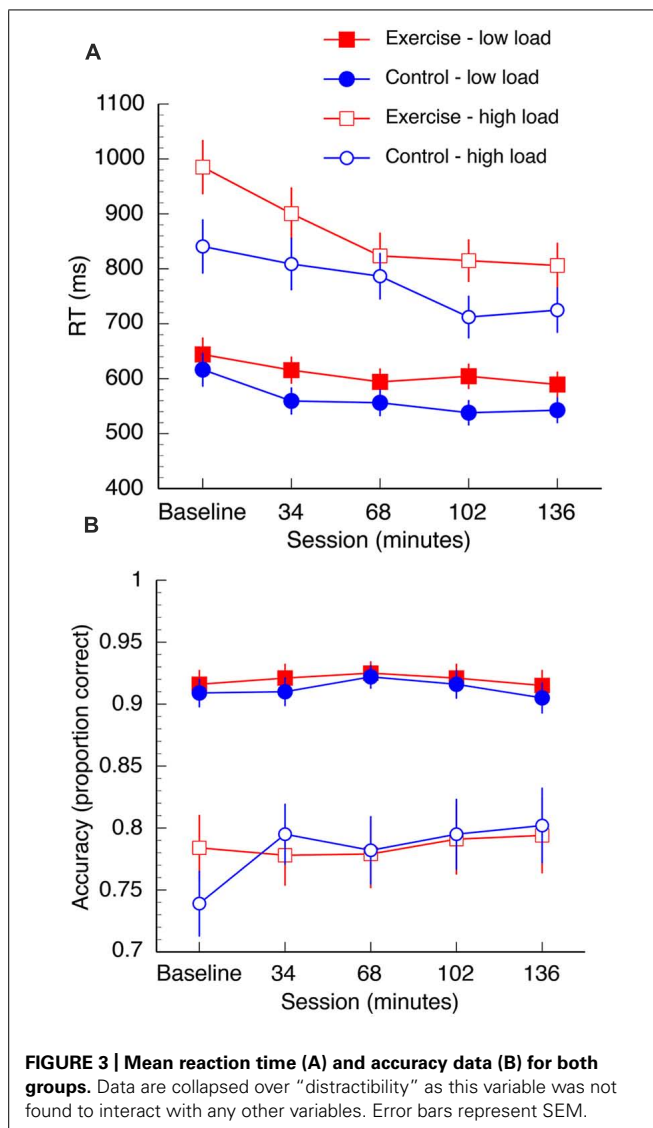 A
Exercise - low load
Control - low load
Exercise - high load
Control - high load
1100
1000
900
800
700
600
500
400
RT (ms)
Baseline 34 68 102 136
Session (minutes)
B
1
0.95
0.9
0.85
0.8
0.75
0.7
Accuracy (proportion correct)
Baseline 34 68 102 136
Session (minutes)
FIGURE 3 | Mean reaction time (A) and accuracy data (B) for both
groups. Data are collapsed over “distractibility” as this variable was not
found to interact with any other variables. Error bars represent SEM.